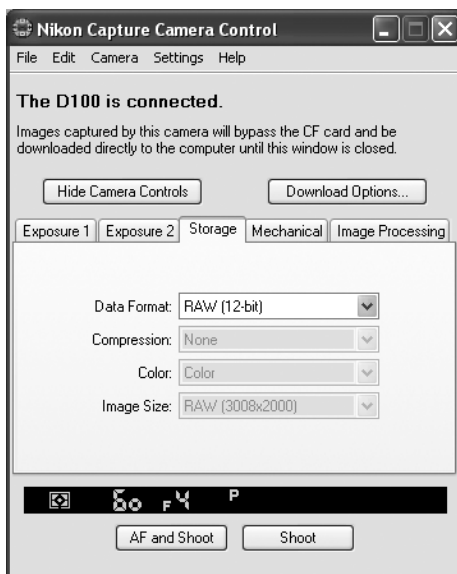 Nikon Capture Camera Control
File Edit Camera Settings Help
The D100 is connected.
Images captured by this camera will bypass the CF card and be
downloaded directly to the computer until this window is closed.
Hide Camera Controls Download Options...
Exposure 1 Exposure 2 Storage Mechanical Image Processing
Data Format: RAW (12-bit)
Compression: None
Color: Color
Image Size: RAW (3008x2000)
60 F4 P
AF and Shoot Shoot